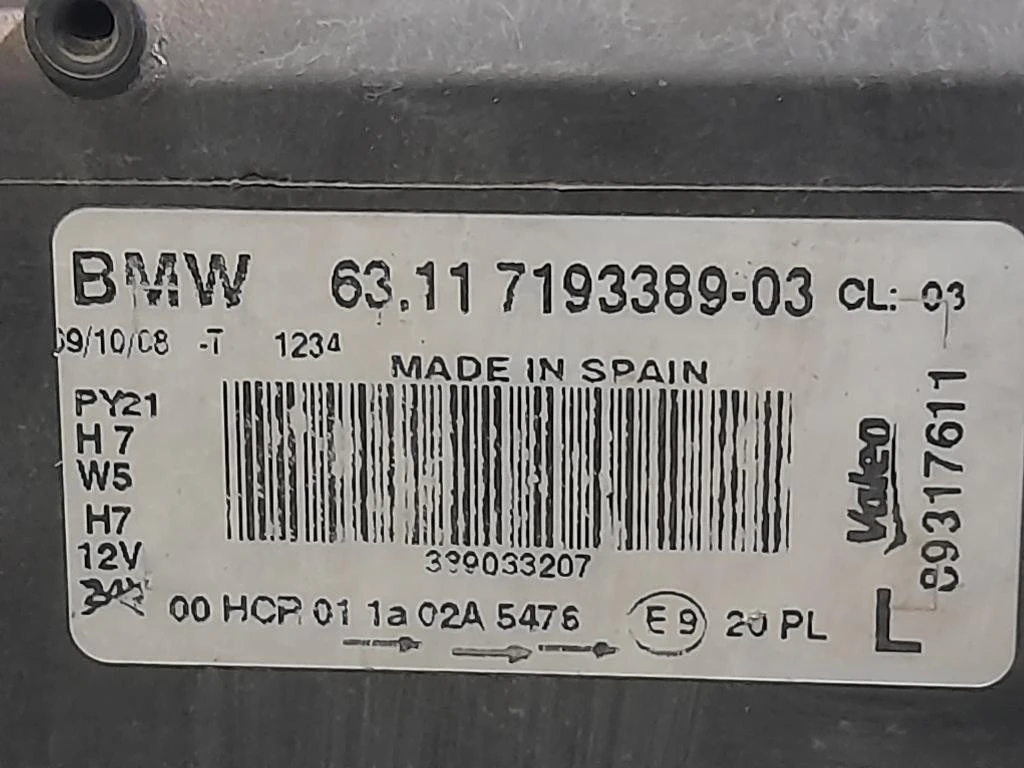 BMW 63.11 7193389-03 CL: 03
09/10/08 -T 1234
MADE IN SPAIN
PY21
H7
W5
H7
12V
339033207
00 HCR 01 1a 02A 5476 E9 20 PL
Valeo
89317611
L